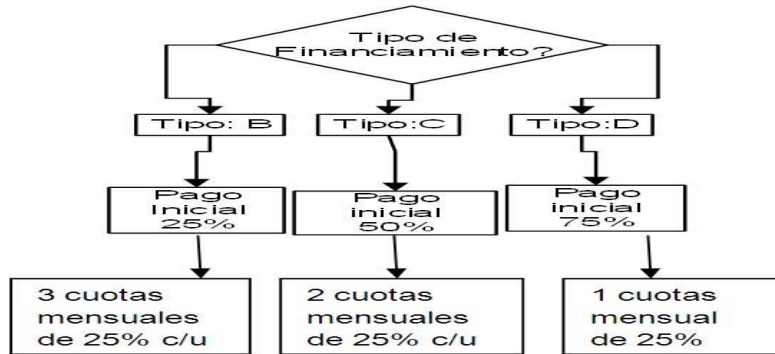 Tipo de
Financiamiento?
Tipo: B
Tipo:C
Tipo:D
Pago
Inicial
25%
Pago
inicial
50%
Pago
inicial
75%
3 cuotas
mensuales
de 25% c/u
2 cuotas
mensuales
de 25% c/u
1 cuota
mensual
de 25%